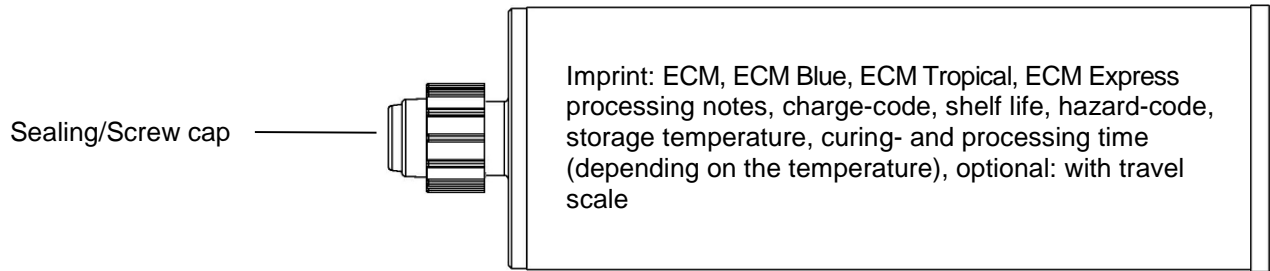 Imprint: ECM, ECM Blue, ECM Tropical, ECM Express
processing notes, charge-code, shelf life, hazard-code,
storage temperature, curing- and processing time
(depending on the temperature), optional: with travel
scale
Sealing/Screw cap